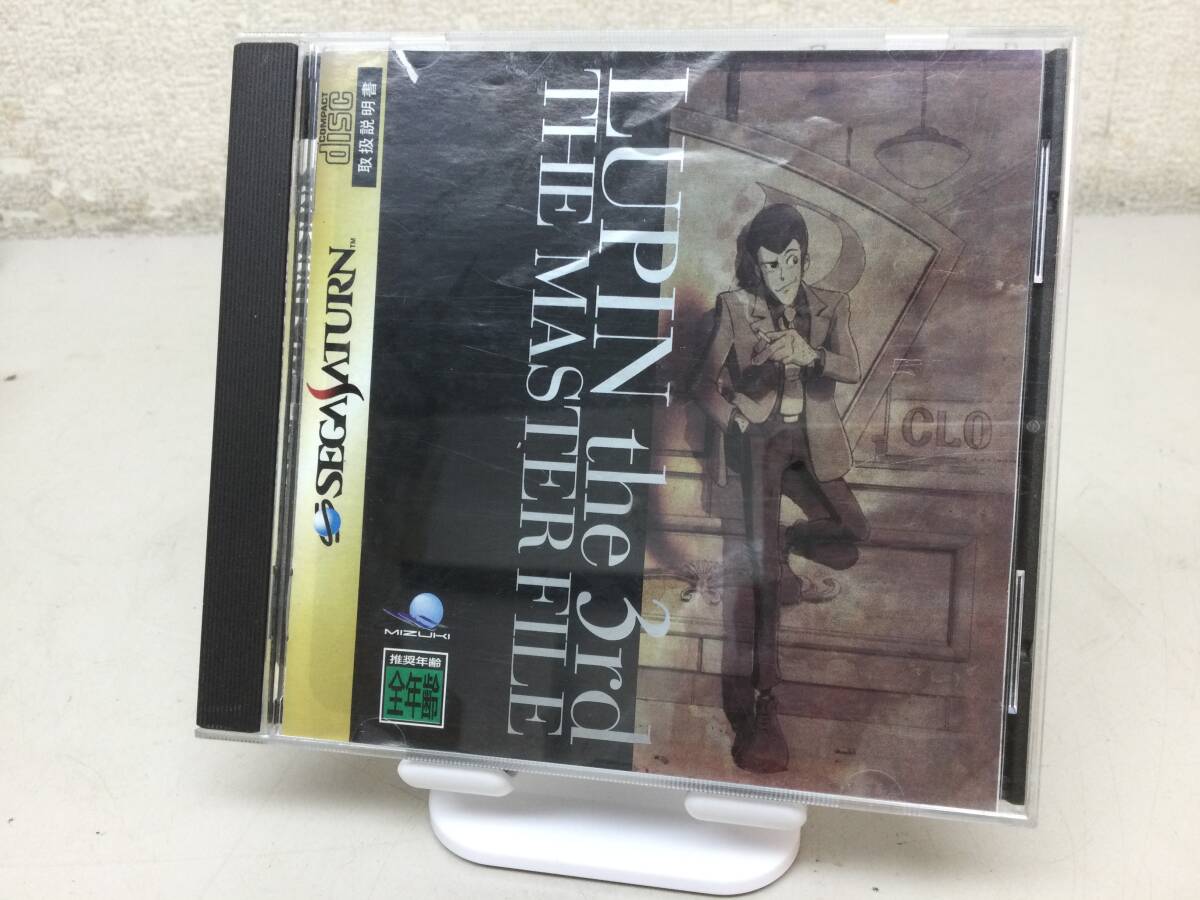 COMPACT
disc
取扱説明書
SEGA SATURN™
LUPIN the 3rd
THE MASTER FILE
CLO
MIZUKI
推奨年齢
全年齢